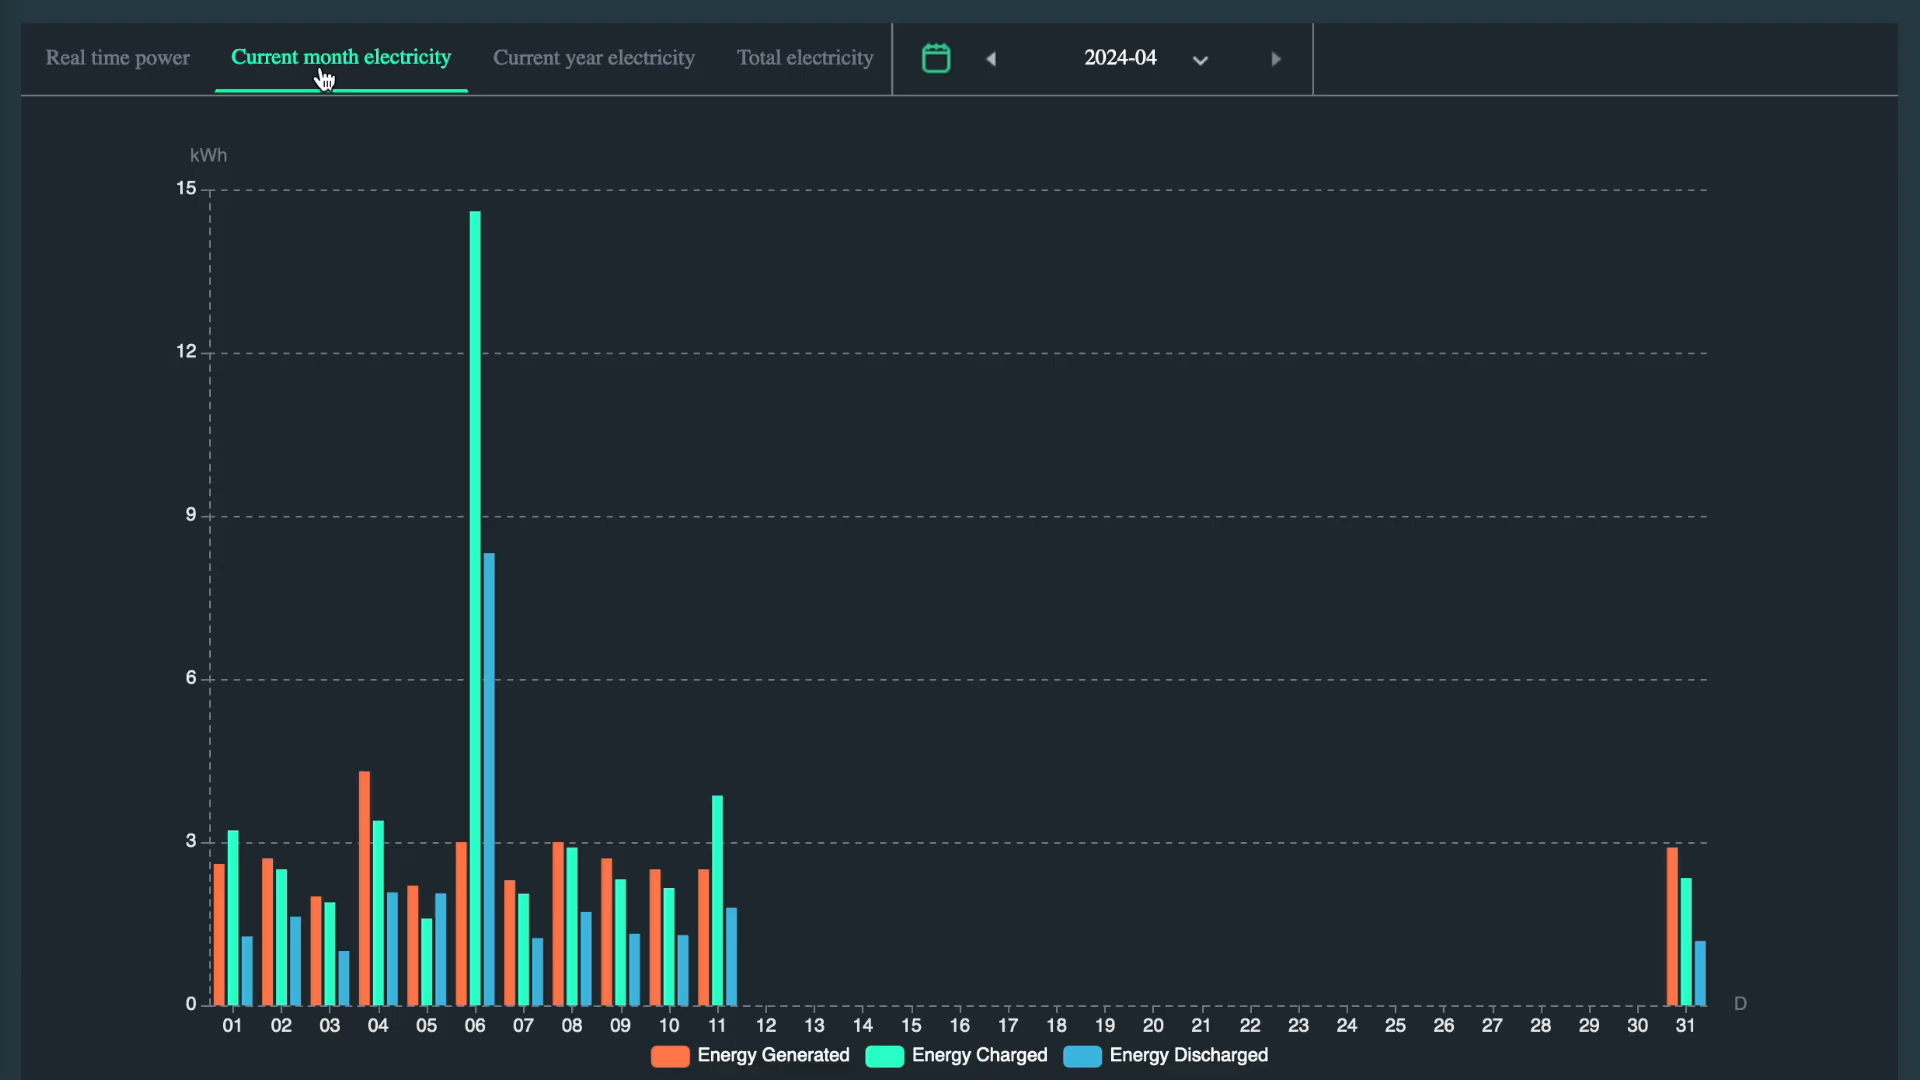 Real time power Current month electricity Current year electricity Total electricity 2024-04
kWh
15
12
9
6
3
0
D
01 02 03 04 05 06 07 08 09 10 11 12 13 14 15 16 17 18 19 20 21 22 23 24 25 26 27 28 29 30 31
Energy Generated Energy Charged Energy Discharged